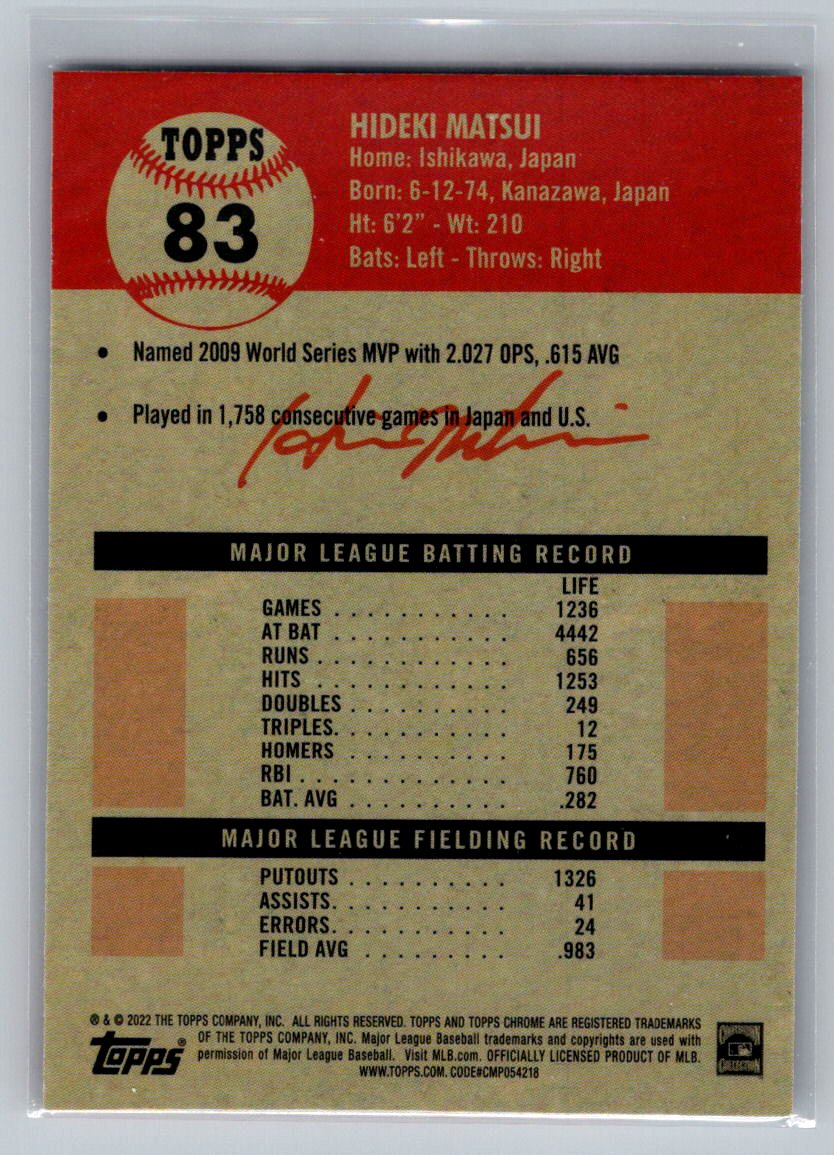 TOPPS
83
HIDEKI MATSUI
Home: Ishikawa, Japan
Born: 6-12-74, Kanazawa, Japan
Ht: 6'2" - Wt: 210
Bats: Left - Throws: Right
• Named 2009 World Series MVP with 2.027 OPS, .615 AVG
• Played in 1,758 consecutive games in Japan and U.S.
Hideki Matsui
MAJOR LEAGUE BATTING RECORD
LIFE
GAMES . . . . . . . . . . . 1236
AT BAT . . . . . . . . . . . 4442
RUNS . . . . . . . . . . . . 656
HITS . . . . . . . . . . . . 1253
DOUBLES . . . . . . . . . . 249
TRIPLES. . . . . . . . . . . 12
HOMERS . . . . . . . . . . . 175
RBI . . . . . . . . . . . . . 760
BAT. AVG . . . . . . . . . . .282
MAJOR LEAGUE FIELDING RECORD
PUTOUTS . . . . . . . . . . 1326
ASSISTS. . . . . . . . . . . 41
ERRORS. . . . . . . . . . . 24
FIELD AVG . . . . . . . . . .983
® & © 2022 THE TOPPS COMPANY, INC. ALL RIGHTS RESERVED. TOPPS AND TOPPS CHROME ARE REGISTERED TRADEMARKS
OF THE TOPPS COMPANY, INC. Major League Baseball trademarks and copyrights are used with
permission of Major League Baseball. Visit MLB.com. OFFICIALLY LICENSED PRODUCT OF MLB.
WWW.TOPPS.COM. CODE#CMP054218
Topps®
COLLECTION